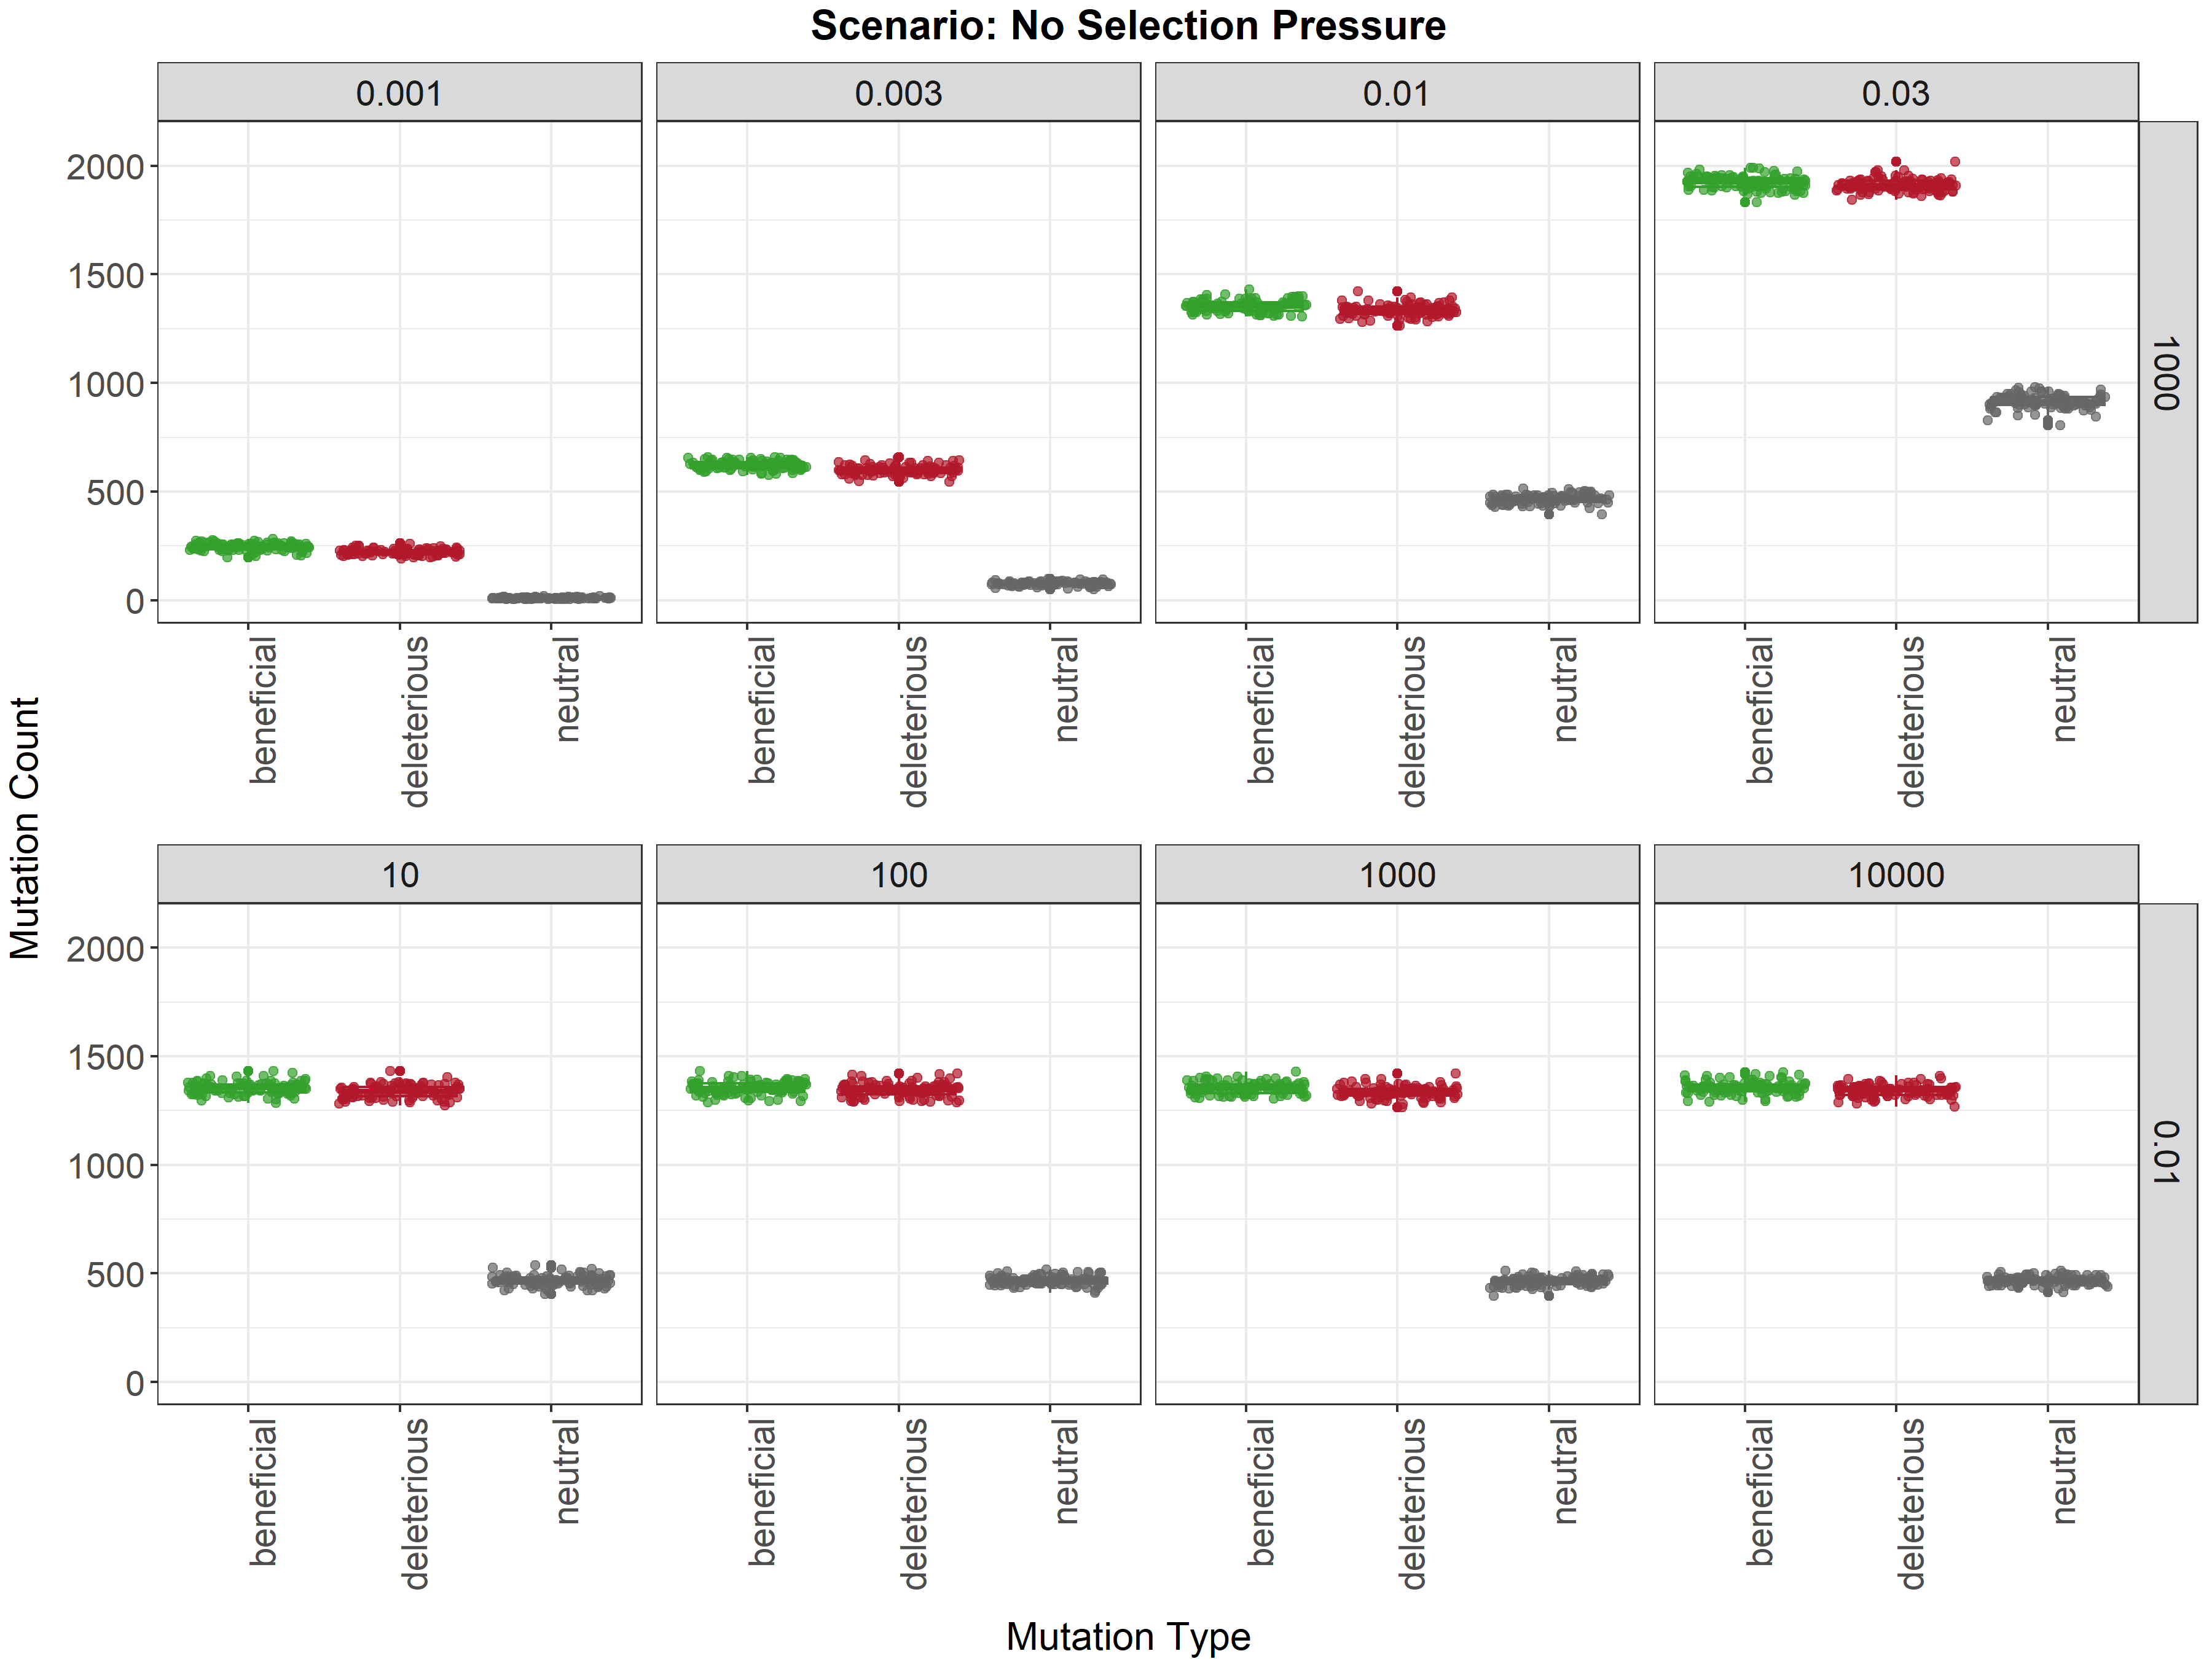 Scenario: No Selection Pressure
0.001
0.003
0.01
0.03
2000
1500
1000
500
0
1000
beneficial
deleterious
neutral
beneficial
deleterious
neutral
beneficial
deleterious
neutral
beneficial
deleterious
neutral
Mutation Count
10
100
1000
10000
2000
1500
1000
500
0
0.01
beneficial
deleterious
neutral
beneficial
deleterious
neutral
beneficial
deleterious
neutral
beneficial
deleterious
neutral
Mutation Type